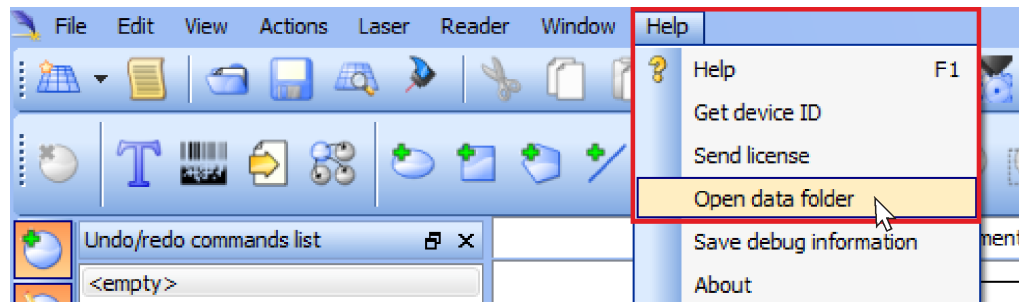 File Edit View Actions Laser Reader Window Help
Help F1
Get device ID
Send license
Open data folder
Undo/redo commands list
Save debug information
<empty>
About